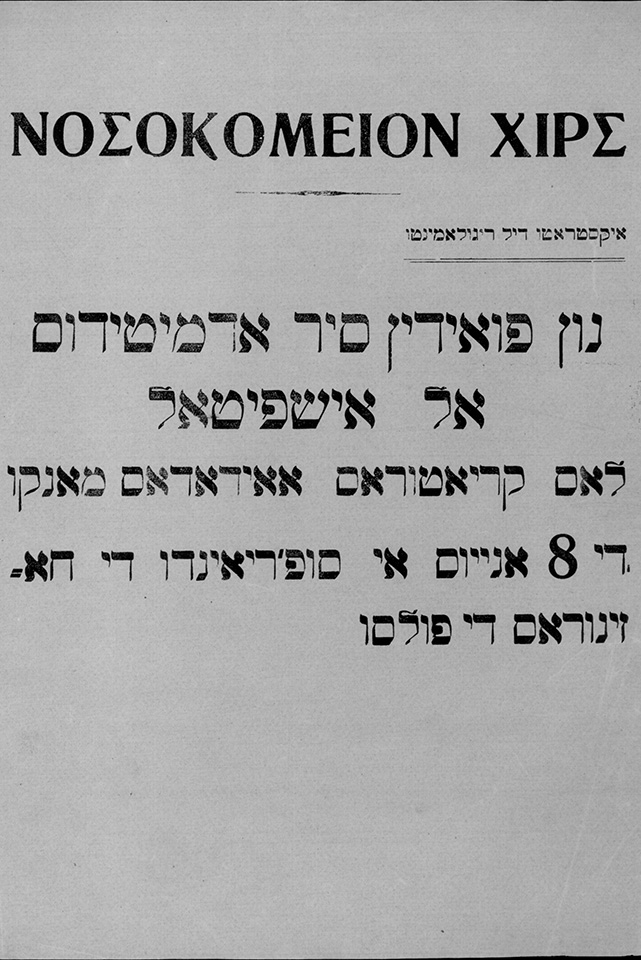 ΝΟΣΟΚΟΜΕΙΟΝ ΧΙΡΣ
איקסטראטו דיל ריגולאמינטו
נון פואידין סיר אדמיטידוס
אל אישפיטאל
לאס קריאטוראס אאידאדאס מאנקו
די 8 אנייוס אי סופ'ריאינדו די חא-
זינוראס די פולסו